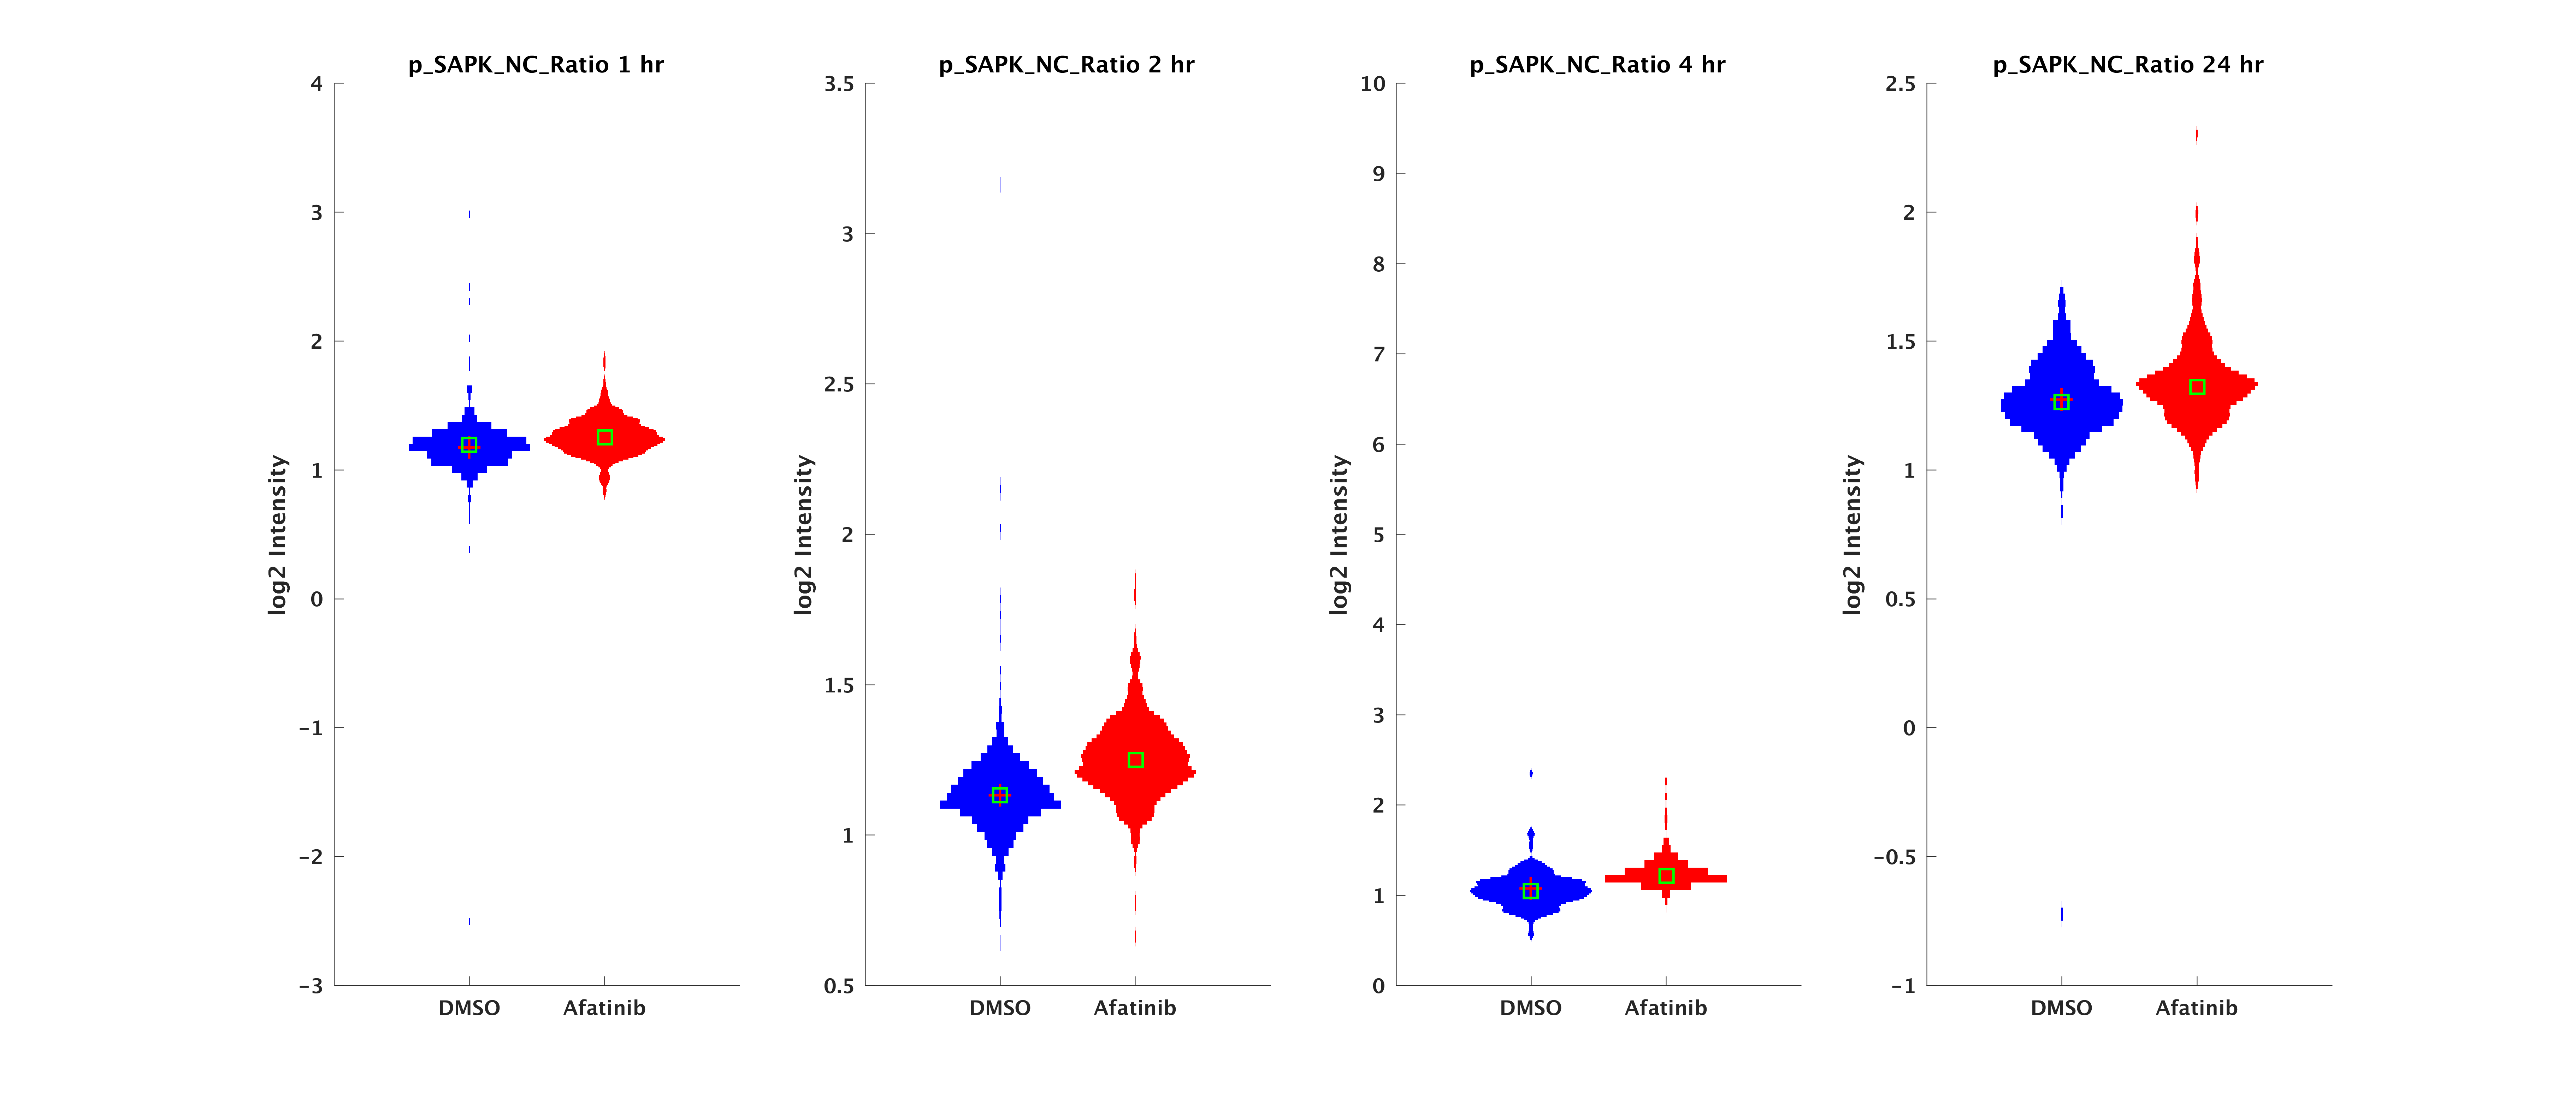 p_SAPK_NC_Ratio 1 hr
4
3
2
1
0
-1
-2
-3
log2 Intensity
DMSO
Afatinib
p_SAPK_NC_Ratio 2 hr
3.5
3
2.5
2
1.5
1
0.5
log2 Intensity
DMSO
Afatinib
p_SAPK_NC_Ratio 4 hr
10
9
8
7
6
5
4
3
2
1
0
log2 Intensity
DMSO
Afatinib
p_SAPK_NC_Ratio 24 hr
2.5
2
1.5
1
0.5
0
-0.5
-1
log2 Intensity
DMSO
Afatinib